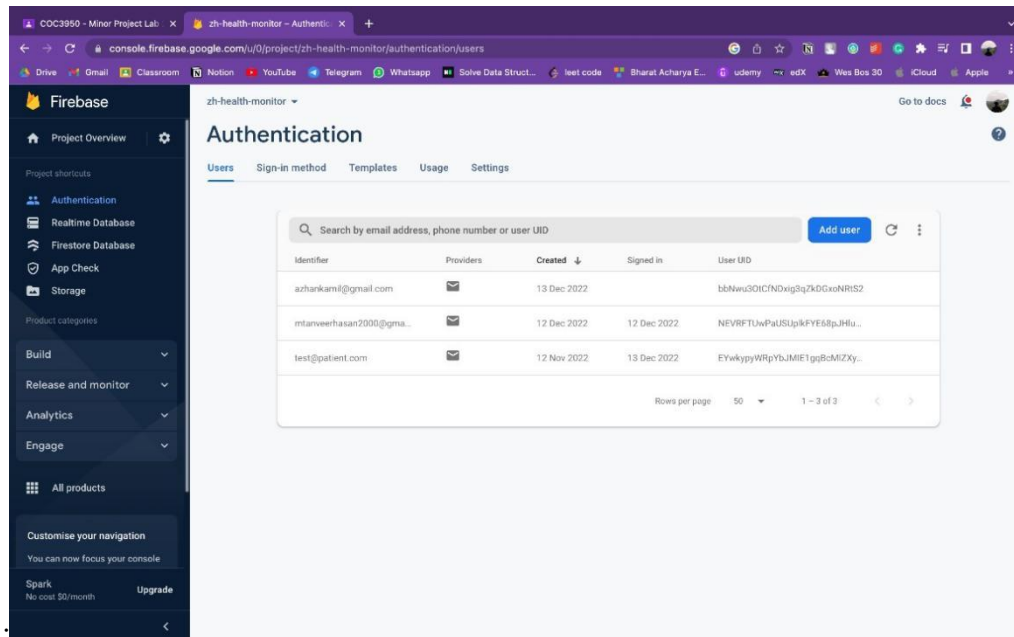 COC3950 - Minor Project Lab
zh-health-monitor – Authentic
console.firebase.google.com/u/0/project/zh-health-monitor/authentication/users
Drive Gmail Classroom Notion YouTube Telegram Whatsapp Solve Data Struct... leet code Bharat Acharya E... udemy edX Wes Bos 30 iCloud Apple
Firebase
zh-health-monitor
Go to docs
Project Overview
Authentication
Project shortcuts
Users Sign-in method Templates Usage Settings
Authentication
Realtime Database
Firestore Database
App Check
Storage
Product categories
Build
Release and monitor
Analytics
Engage
All products
Customise your navigation
You can now focus your console
Spark
No cost $0/month
Upgrade
Search by email address, phone number or user UID
Add user
Identifier Providers Created Signed in User UID
azhankamil@gmail.com 13 Dec 2022
mtanveerhasan2000@gma... 12 Dec 2022 12 Dec 2022
test@patient.com 12 Nov 2022 13 Dec 2022
Rows per page 50 1 – 3 of 3